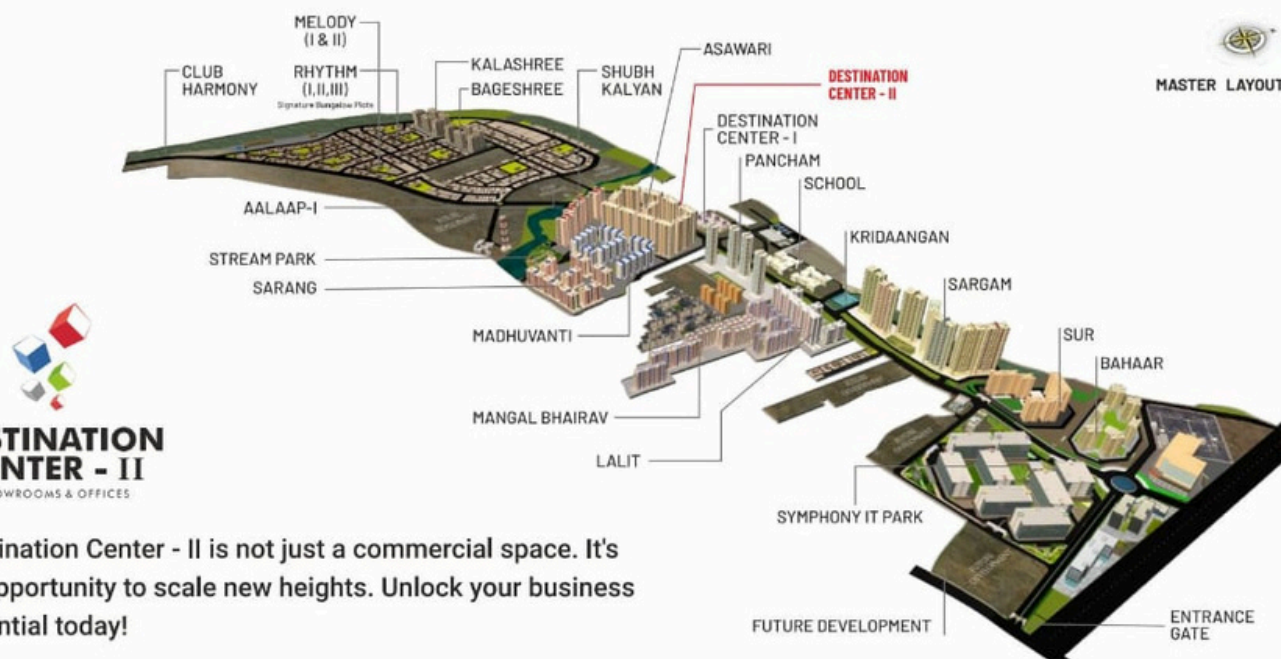 MELODY
(I & II)
CLUB
HARMONY
RHYTHM
(I,II,III)
Signature Bungalow Plots
KALASHREE
BAGESHREE
SHUBH
KALYAN
ASAWARI
DESTINATION
CENTER - II
MASTER LAYOUT
DESTINATION
CENTER - I
PANCHAM
SCHOOL
AALAAP-I
KRIDAANGAN
STREAM PARK
SARANG
SARGAM
MADHUVANTI
SUR
BAHAAR
MANGAL BHAIRAV
LALIT
SYMPHONY IT PARK
STINATION
NTER - II
OWROOMS & OFFICES
ination Center - II is not just a commercial space. It's
pportunity to scale new heights. Unlock your business
ntial today!
FUTURE DEVELOPMENT
ENTRANCE
GATE